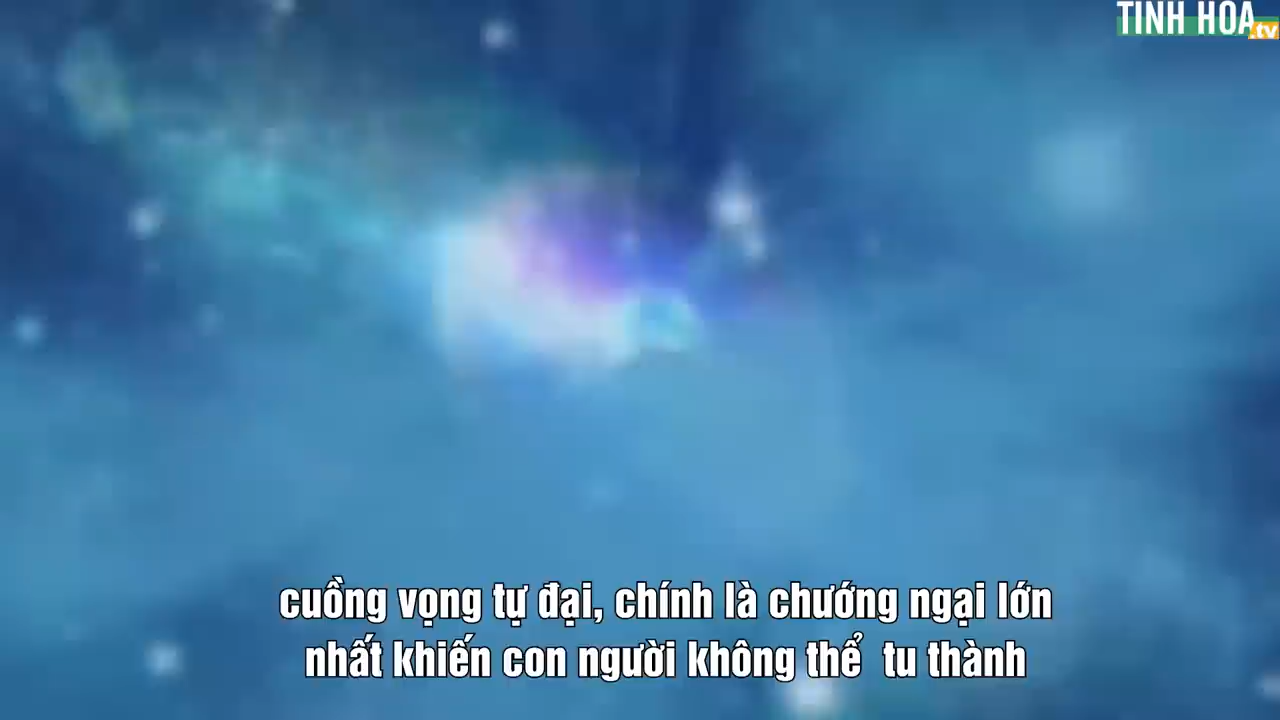 TINH HOA
.tv
cuồng vọng tự đại, chính là chướng ngại lớn
nhất khiến con người không thể  tu thành